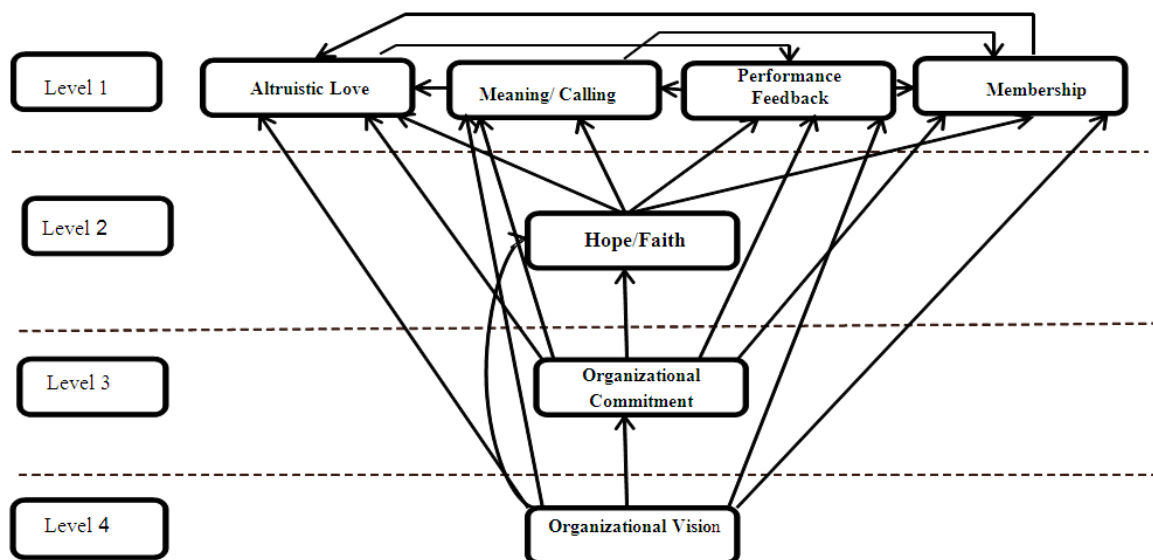 Level 1
Altruistic Love
Meaning/ Calling
Performance
Feedback
Membership
Level 2
Hope/Faith
Level 3
Organizational
Commitment
Level 4
Organizational Vision